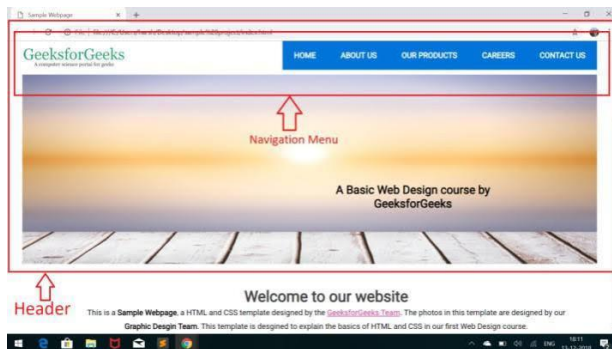 Sample Webpage
GeeksforGeeks
A computer science portal for geeks
HOME ABOUT US OUR PRODUCTS CAREERS CONTACT US
Navigation Menu
A Basic Web Design course by
GeeksforGeeks
Header
Welcome to our website
This is a Sample Webpage, a HTML and CSS template designed by the GeeksforGeeks Team. The photos in this template are designed by our
Graphic Desgin Team. This template is desgined to explain the basics of HTML and CSS in our first Web Design course.
ENG
18:11